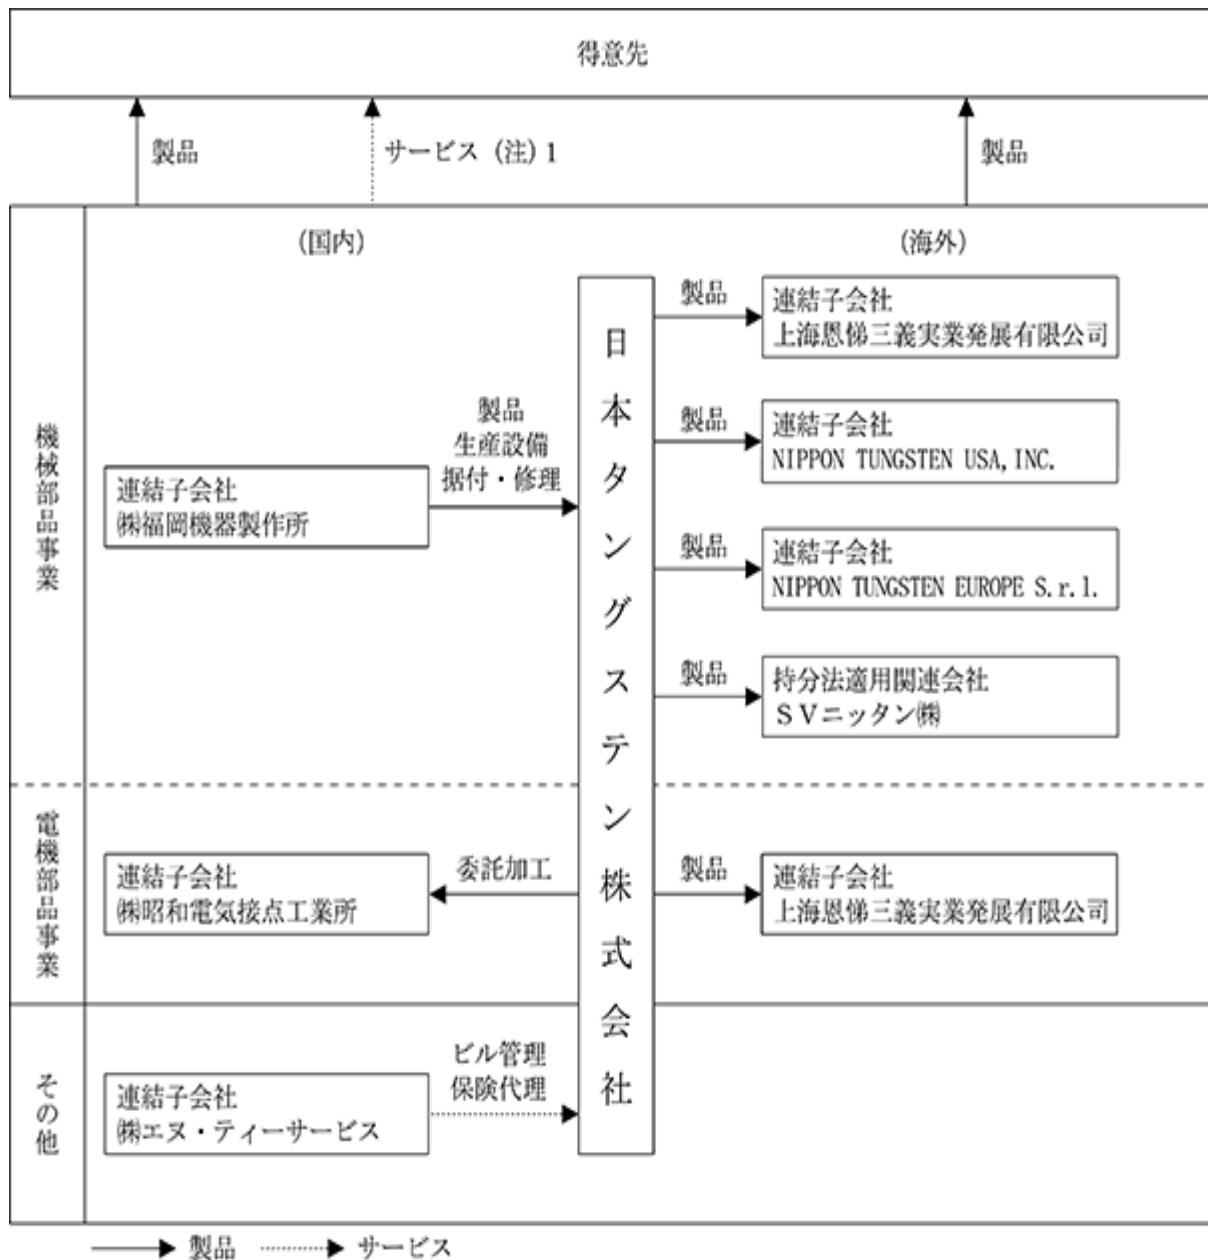 得意先
製品
サービス (注) 1
製品
(国内)
(海外)
機械部品事業
日本タングステン株式会社
製品
連結子会社
上海恩悌三義実業発展有限公司
製品
連結子会社
NIPPON TUNGSTEN USA, INC.
製品
生産設備
据付・修理
連結子会社
㈱福岡機器製作所
製品
連結子会社
NIPPON TUNGSTEN EUROPE S.r.l.
製品
持分法適用関連会社
ＳＶニッタン㈱
電機部品事業
連結子会社
㈱昭和電気接点工業所
委託加工
製品
連結子会社
上海恩悌三義実業発展有限公司
その他
連結子会社
㈱エヌ・ティーサービス
ビル管理
保険代理
製品
サービス